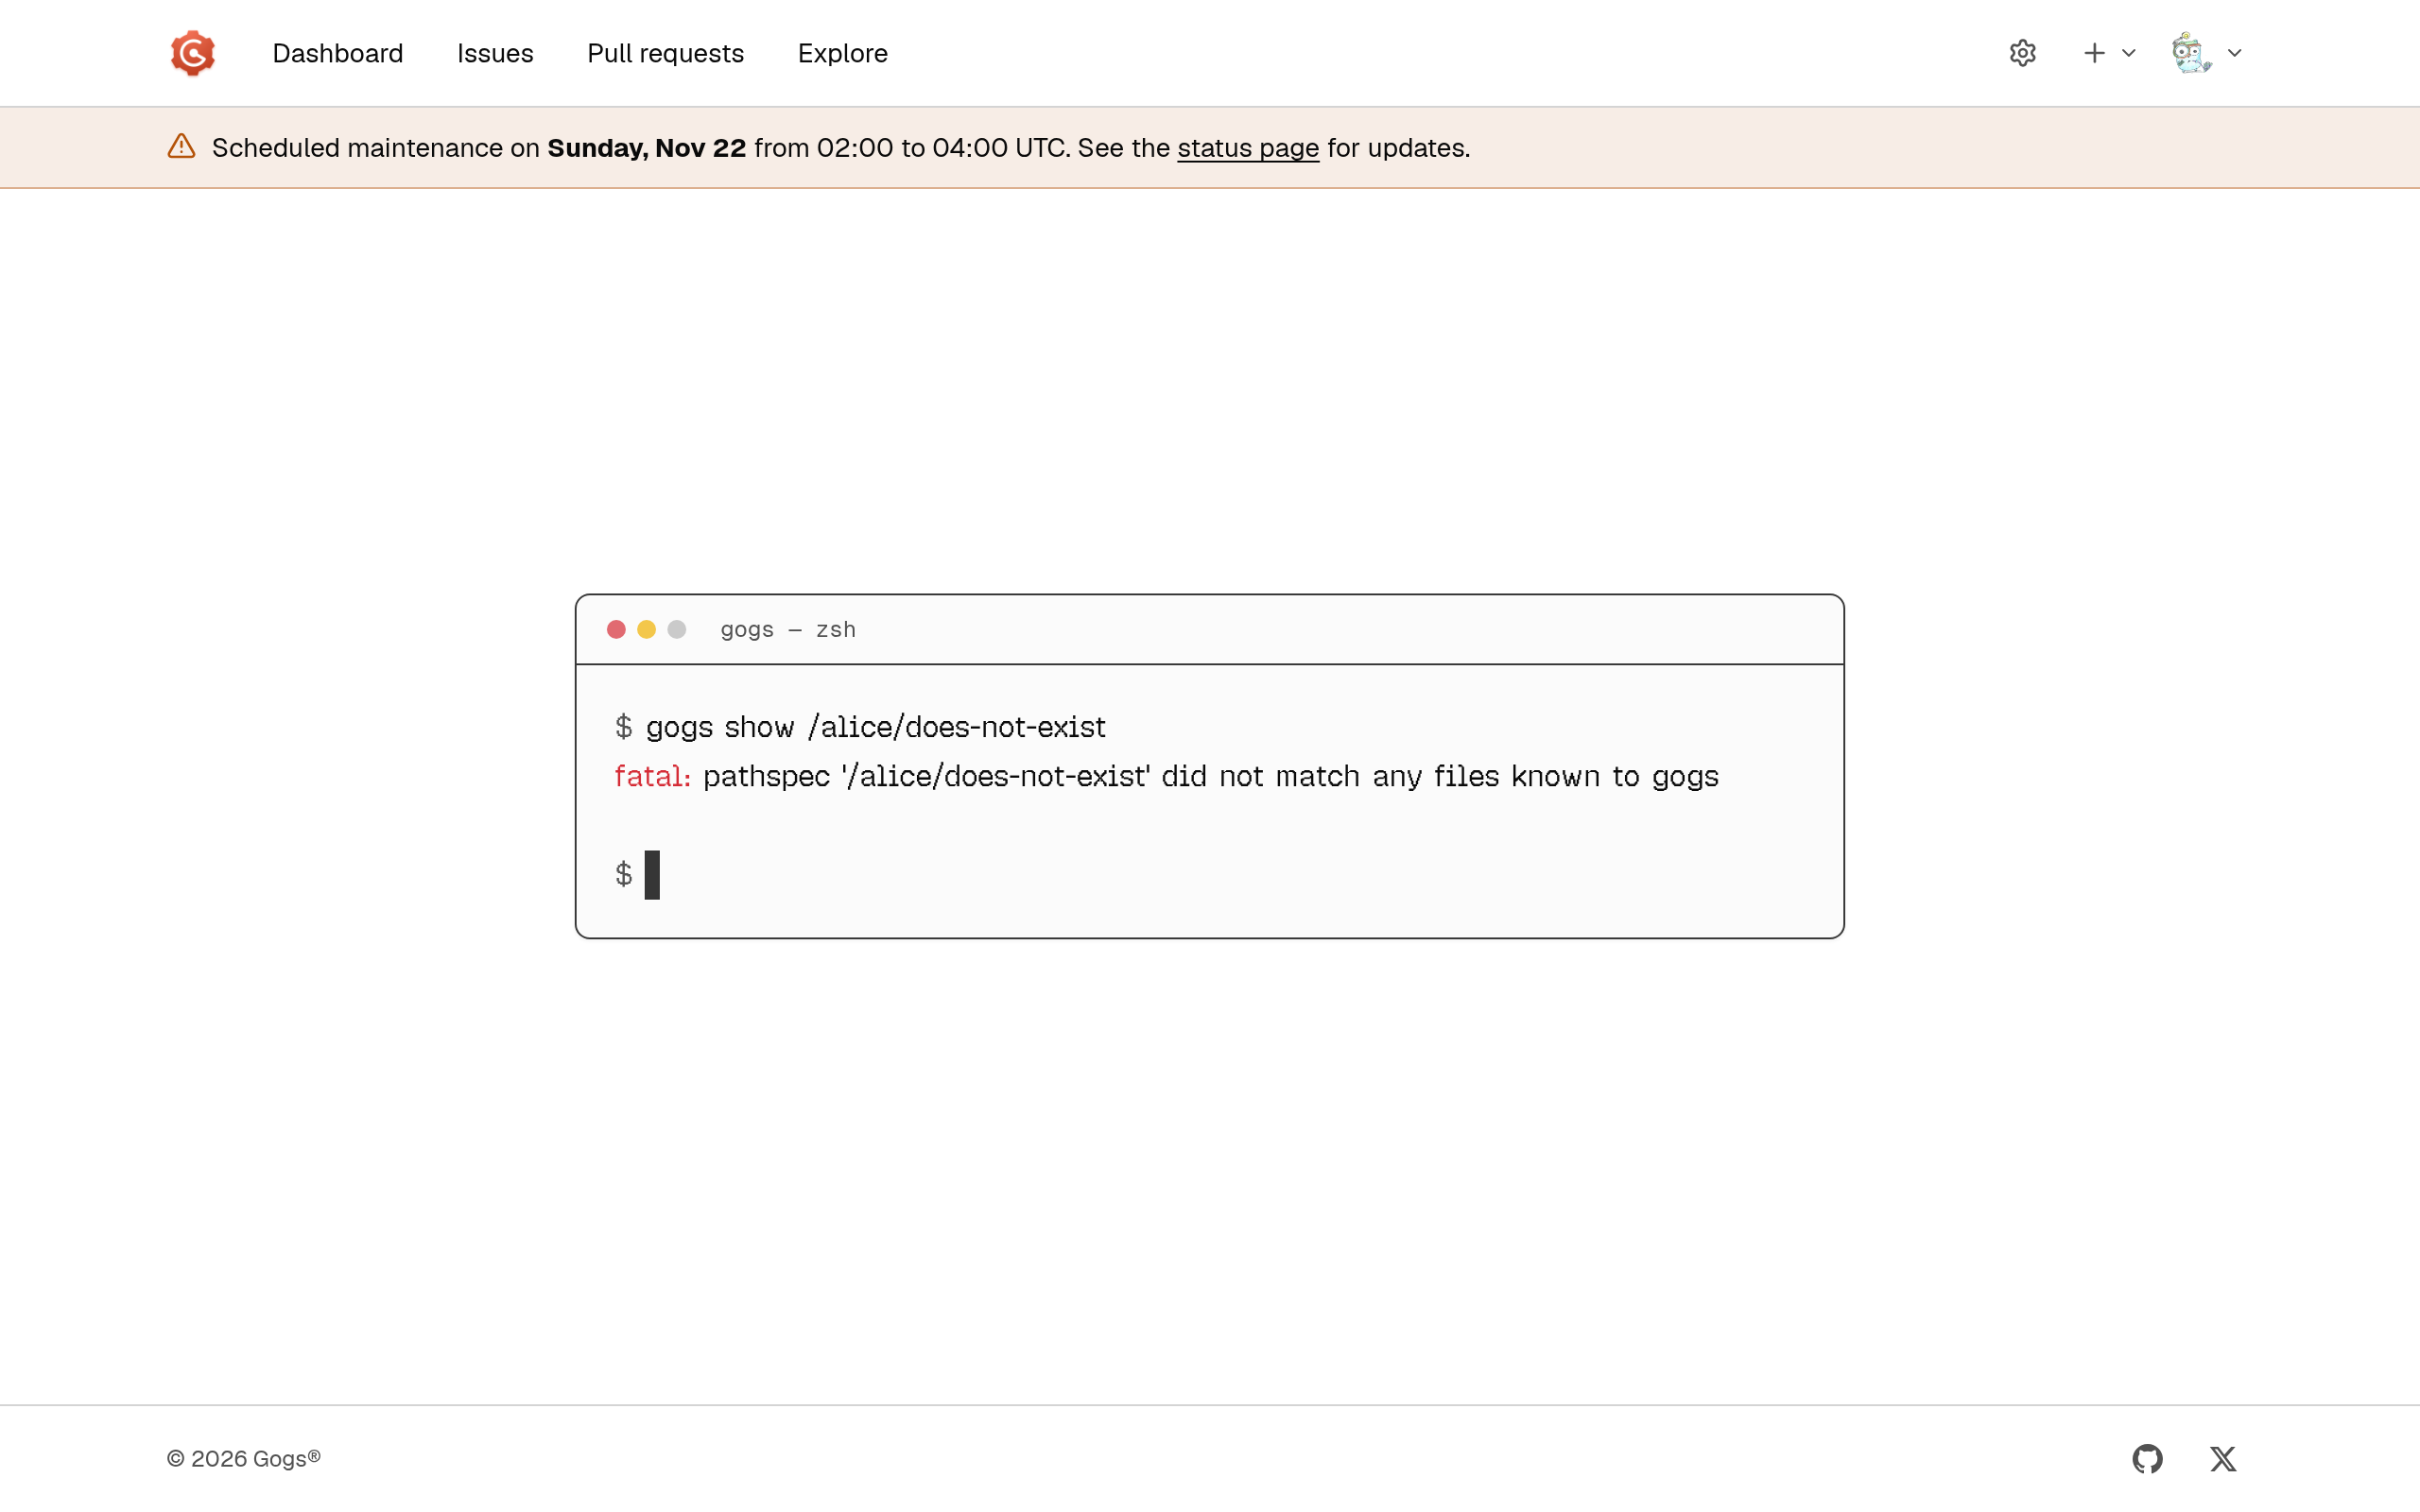 Dashboard Issues Pull requests Explore
Scheduled maintenance on Sunday, Nov 22 from 02:00 to 04:00 UTC. See the status page for updates.
gogs — zsh
$ gogs show /alice/does-not-exist
fatal: pathspec '/alice/does-not-exist' did not match any files known to gogs
$
© 2026 Gogs®